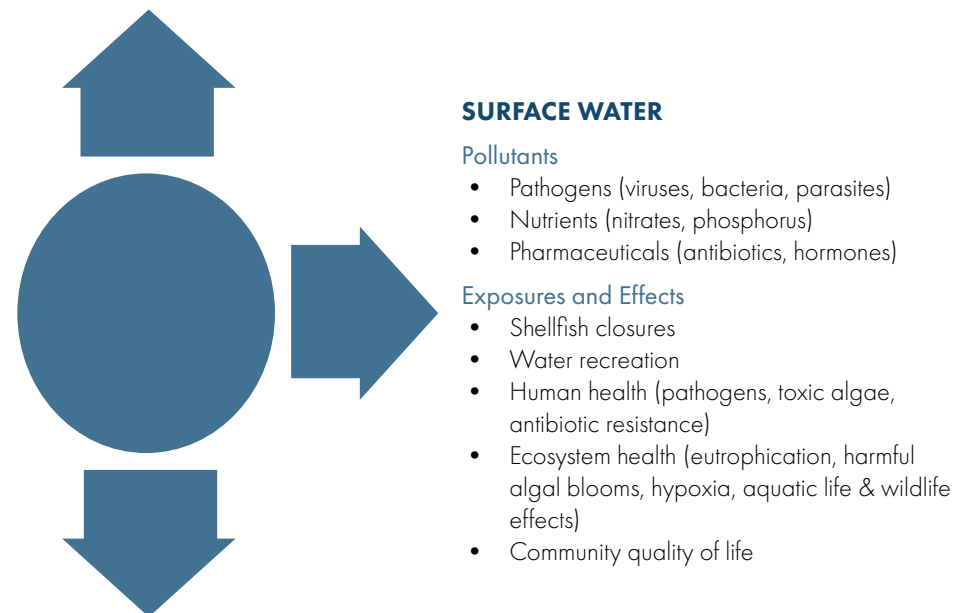 SURFACE WATER
Pollutants
• Pathogens (viruses, bacteria, parasites)
• Nutrients (nitrates, phosphorus)
• Pharmaceuticals (antibiotics, hormones)
Exposures and Effects
• Shellfish closures
• Water recreation
• Human health (pathogens, toxic algae,
antibiotic resistance)
• Ecosystem health (eutrophication, harmful
algal blooms, hypoxia, aquatic life & wildlife
effects)
• Community quality of life